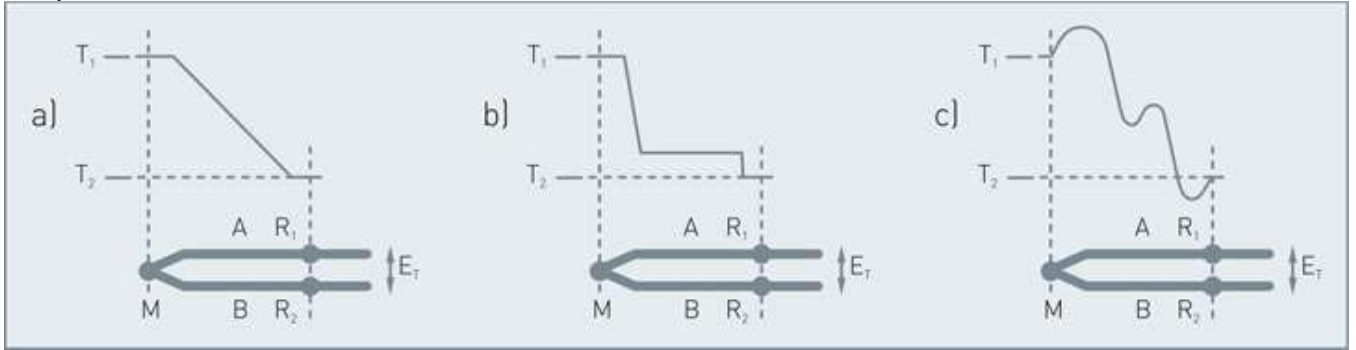 T₁
a)
T₂
A R₁
E_T
M B R₂
T₁
b)
T₂
A R₁
E_T
M B R₂
T₁
c)
T₂
A R₁
E_T
M B R₂